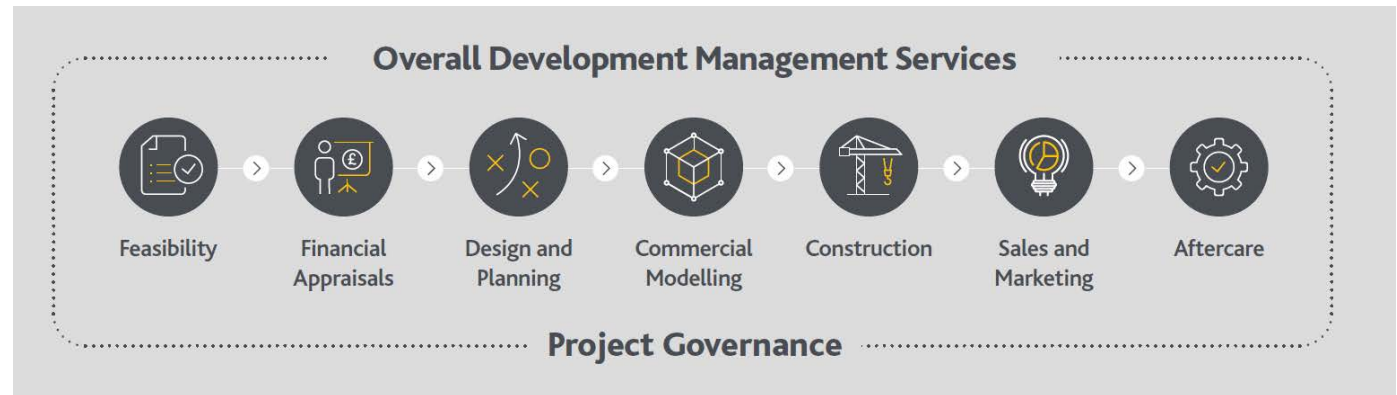 Overall Development Management Services
£
Feasibility
Financial
Appraisals
Design and
Planning
Commercial
Modelling
Construction
Sales and
Marketing
Aftercare
Project Governance